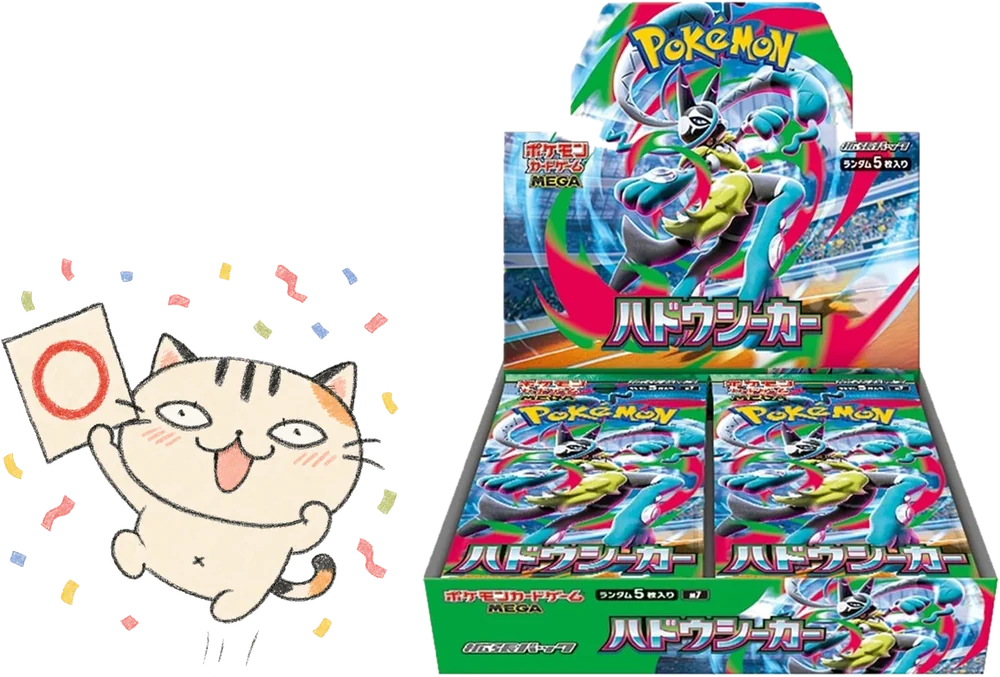 POKÉMON
ポケモン
カードゲーム
MEGA
拡張パック
ランダム5枚入り
ハドウシーカー
POKÉMON
ハドウシーカー
POKÉMON
ハドウシーカー
ポケモンカードゲーム
MEGA
ランダム5枚入り
拡張パック
ハドウシーカー